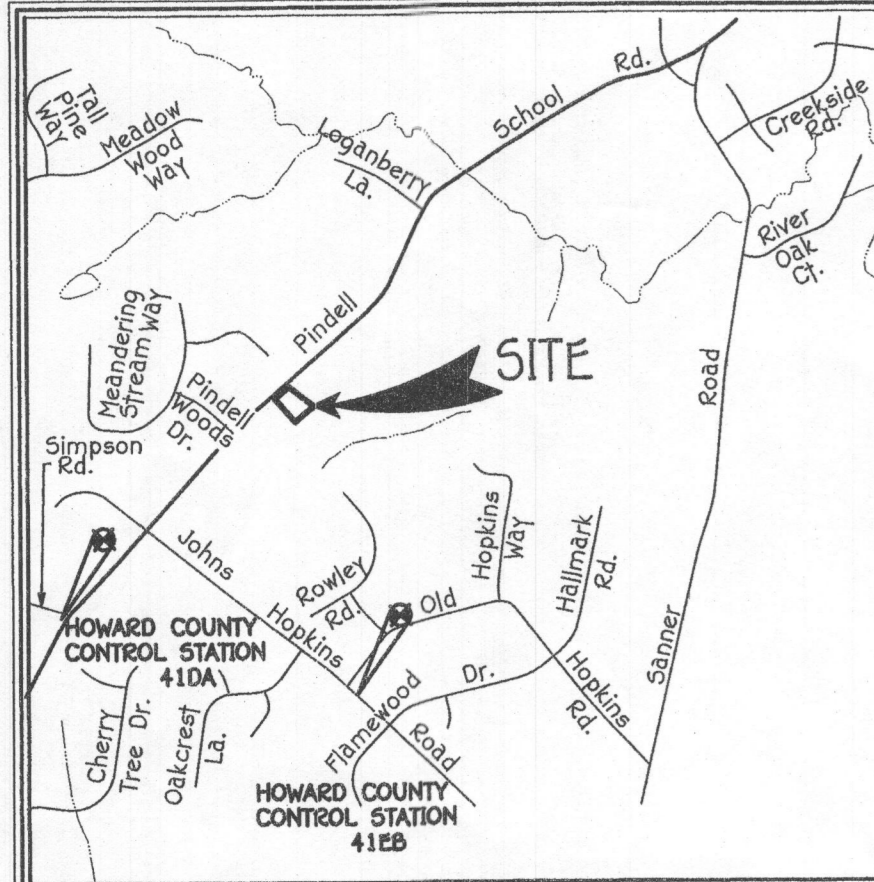 Tall
Pine
Way
Meadow
Wood
Way
Loganberry
La.
School
Rd.
Creekside
Rd.
River
Oak
Ct.
Meandering
Stream Way
Pindell
Pindell
Woods
Dr.
SITE
Road
Simpson
Rd.
Johns
Hopkins
Rowley
Rd.
Old
Hopkins
Way
Hallmark
Rd.
HOWARD COUNTY
CONTROL STATION
41DA
Cherry
Tree Dr.
Oakcrest
La.
Flamewood
Dr.
Road
Hopkins
Rd.
Sanner
HOWARD COUNTY
CONTROL STATION
41EB